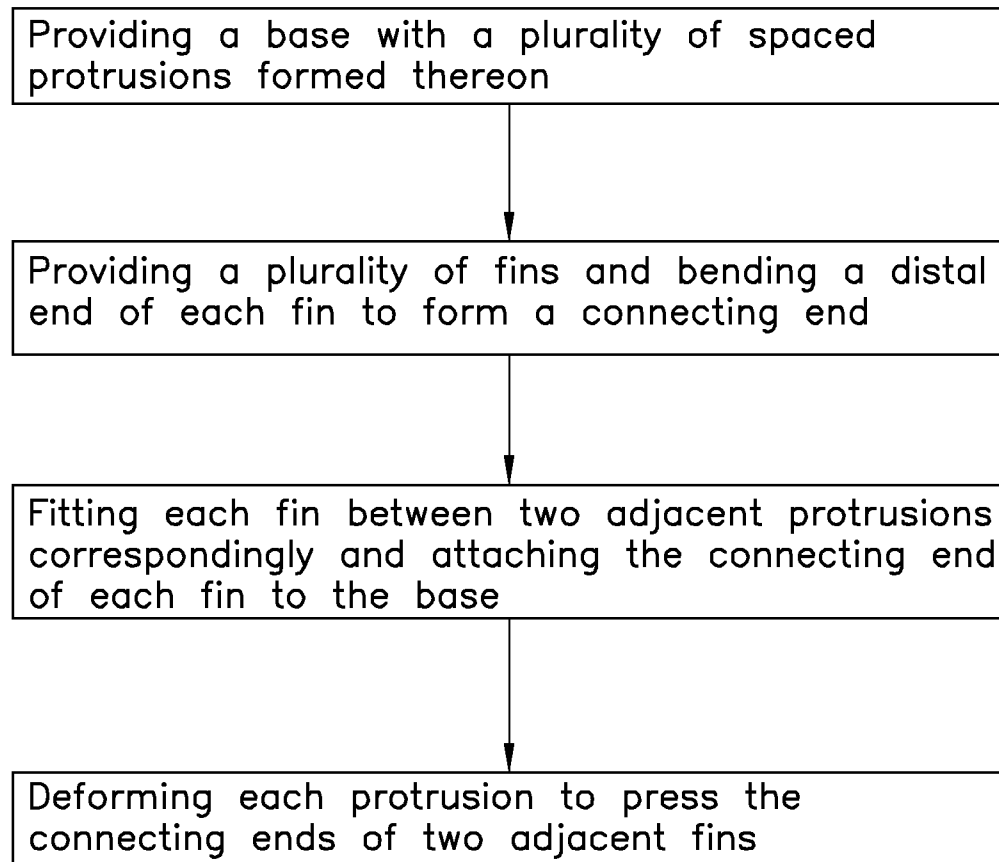 Providing a base with a plurality of spaced
protrusions formed thereon
Providing a plurality of fins and bending a distal
end of each fin to form a connecting end
Fitting each fin between two adjacent protrusions
correspondingly and attaching the connecting end
of each fin to the base
Deforming each protrusion to press the
connecting ends of two adjacent fins